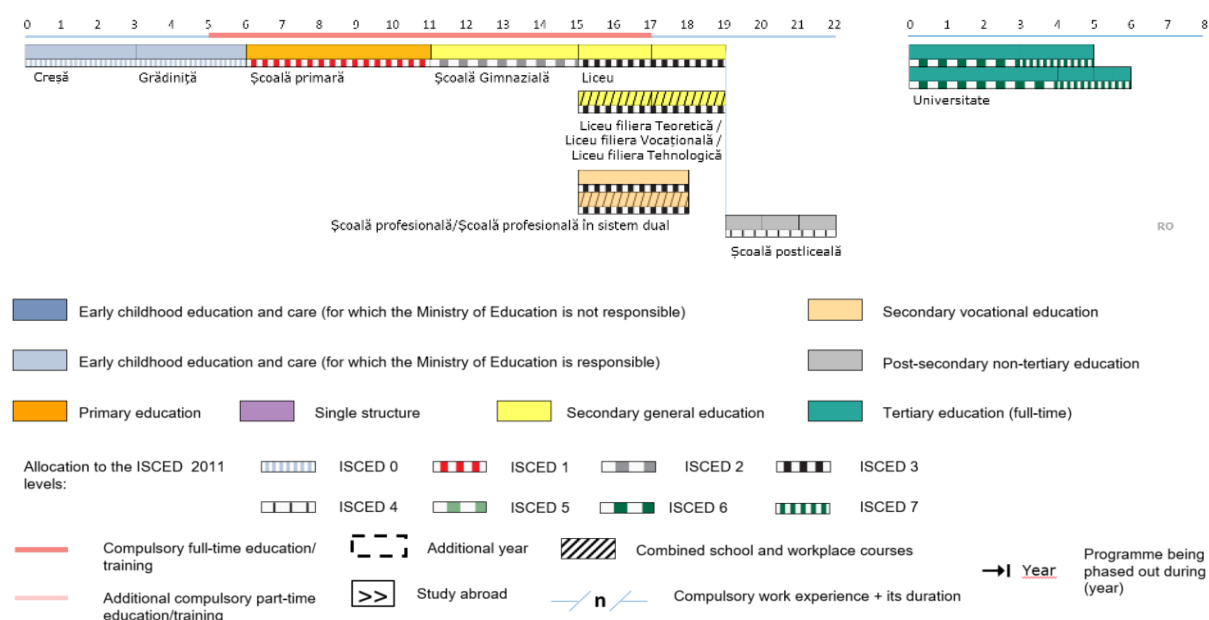 0 1 2 3 4 5 6 7 8 9 10 11 12 13 14 15 16 17 18 19 20 21 22 0 1 2 3 4 5 6 7 8
Creșă Grădiniță Școală primară Școală Gimnazială Liceu
Universitate
Liceu filiera Teoretică /
Liceu filiera Vocațională /
Liceu filiera Tehnologică
Școală profesională/Școală profesională în sistem dual
RO
Școală postliceală
Early childhood education and care (for which the Ministry of Education is not responsible) Secondary vocational education
Early childhood education and care (for which the Ministry of Education is responsible) Post-secondary non-tertiary education
Primary education Single structure Secondary general education Tertiary education (full-time)
Allocation to the ISCED 2011
levels:
ISCED 0 ISCED 1 ISCED 2 ISCED 3
ISCED 4 ISCED 5 ISCED 6 ISCED 7
Compulsory full-time education/
training
Additional year Combined school and workplace courses
Additional compulsory part-time
education/training
>> Study abroad n Compulsory work experience + its duration
Year Programme being
phased out during
(year)